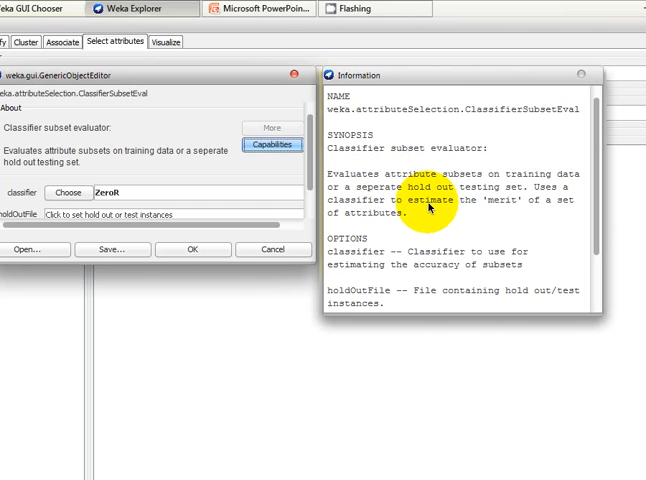 Weka GUI Chooser
Weka Explorer
Microsoft PowerPoin...
Flashing
fy
Cluster
Associate
Select attributes
Visualize
weka.gui.GenericObjectEditor
weka.attributeSelection.ClassifierSubsetEval
About
Classifier subset evaluator:
More
Capabilities
Evaluates attribute subsets on training data or a seperate
hold out testing set.
classifier
Choose
ZeroR
holdOutFile
Click to set hold out or test instances
Open...
Save...
OK
Cancel
Information
NAME
weka.attributeSelection.ClassifierSubsetEval
SYNOPSIS
Classifier subset evaluator:
Evaluates attribute subsets on training data
or a seperate hold out testing set. Uses a
classifier to estimate the 'merit' of a set
of attributes.
OPTIONS
classifier -- Classifier to use for
estimating the accuracy of subsets
holdOutFile -- File containing hold out/test
instances.